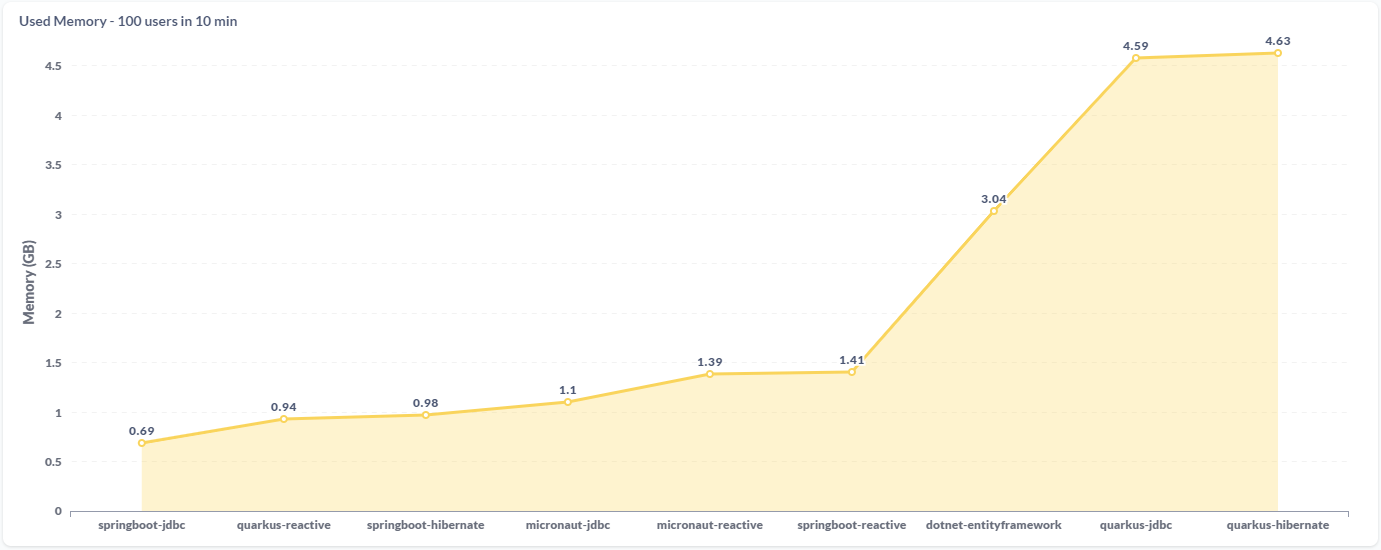 Used Memory - 100 users in 10 min
Memory (GB)
4.5
4
3.5
3
2.5
2
1.5
1
0.5
0
0.69
0.94
0.98
1.1
1.39
1.41
3.04
4.59
4.63
springboot-jdbc
quarkus-reactive
springboot-hibernate
micronaut-jdbc
micronaut-reactive
springboot-reactive
dotnet-entityframework
quarkus-jdbc
quarkus-hibernate